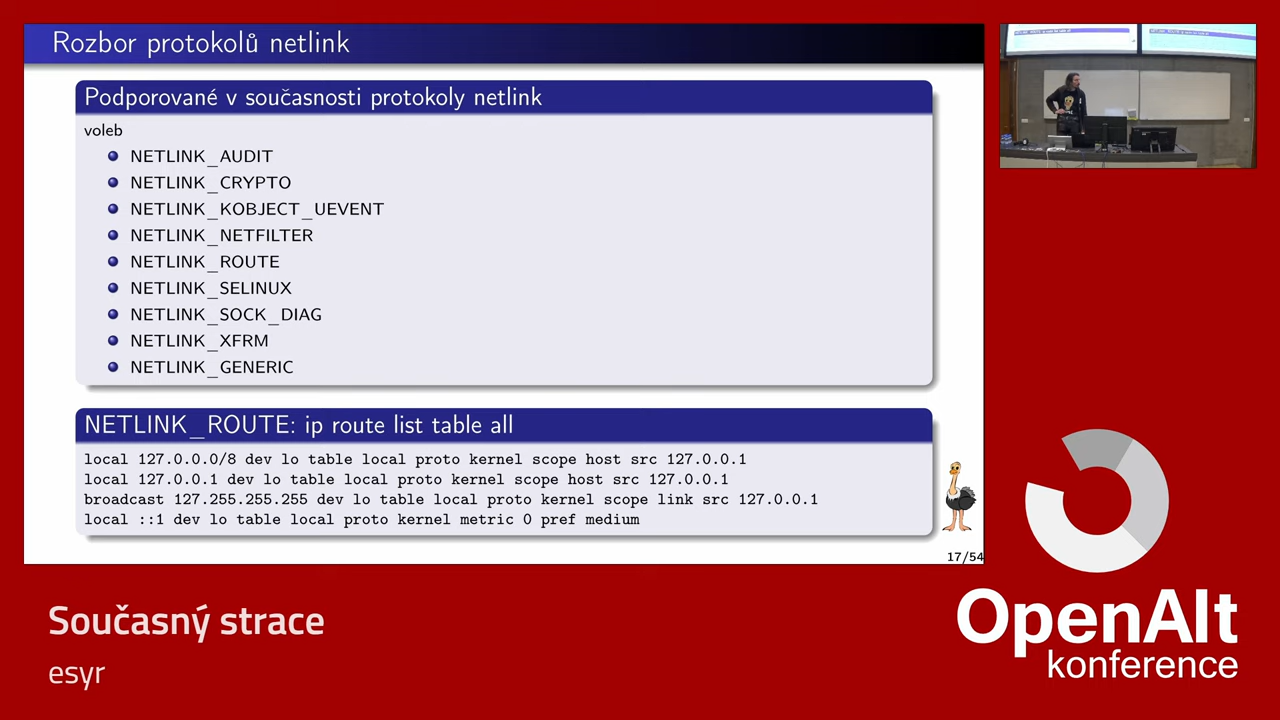 Rozbor protokolů netlink
Podporované v současnosti protokoly netlink
voleb
NETLINK_AUDIT
NETLINK_CRYPTO
NETLINK_KOBJECT_UEVENT
NETLINK_NETFILTER
NETLINK_ROUTE
NETLINK_SELINUX
NETLINK_SOCK_DIAG
NETLINK_XFRM
NETLINK_GENERIC
NETLINK_ROUTE: ip route list table all
local 127.0.0.0/8 dev lo table local proto kernel scope host src 127.0.0.1
local 127.0.0.1 dev lo table local proto kernel scope host src 127.0.0.1
broadcast 127.255.255.255 dev lo table local proto kernel scope link src 127.0.0.1
local ::1 dev lo table local proto kernel metric 0 pref medium
17/54
Současný strace
esyr
OpenAlt
konference